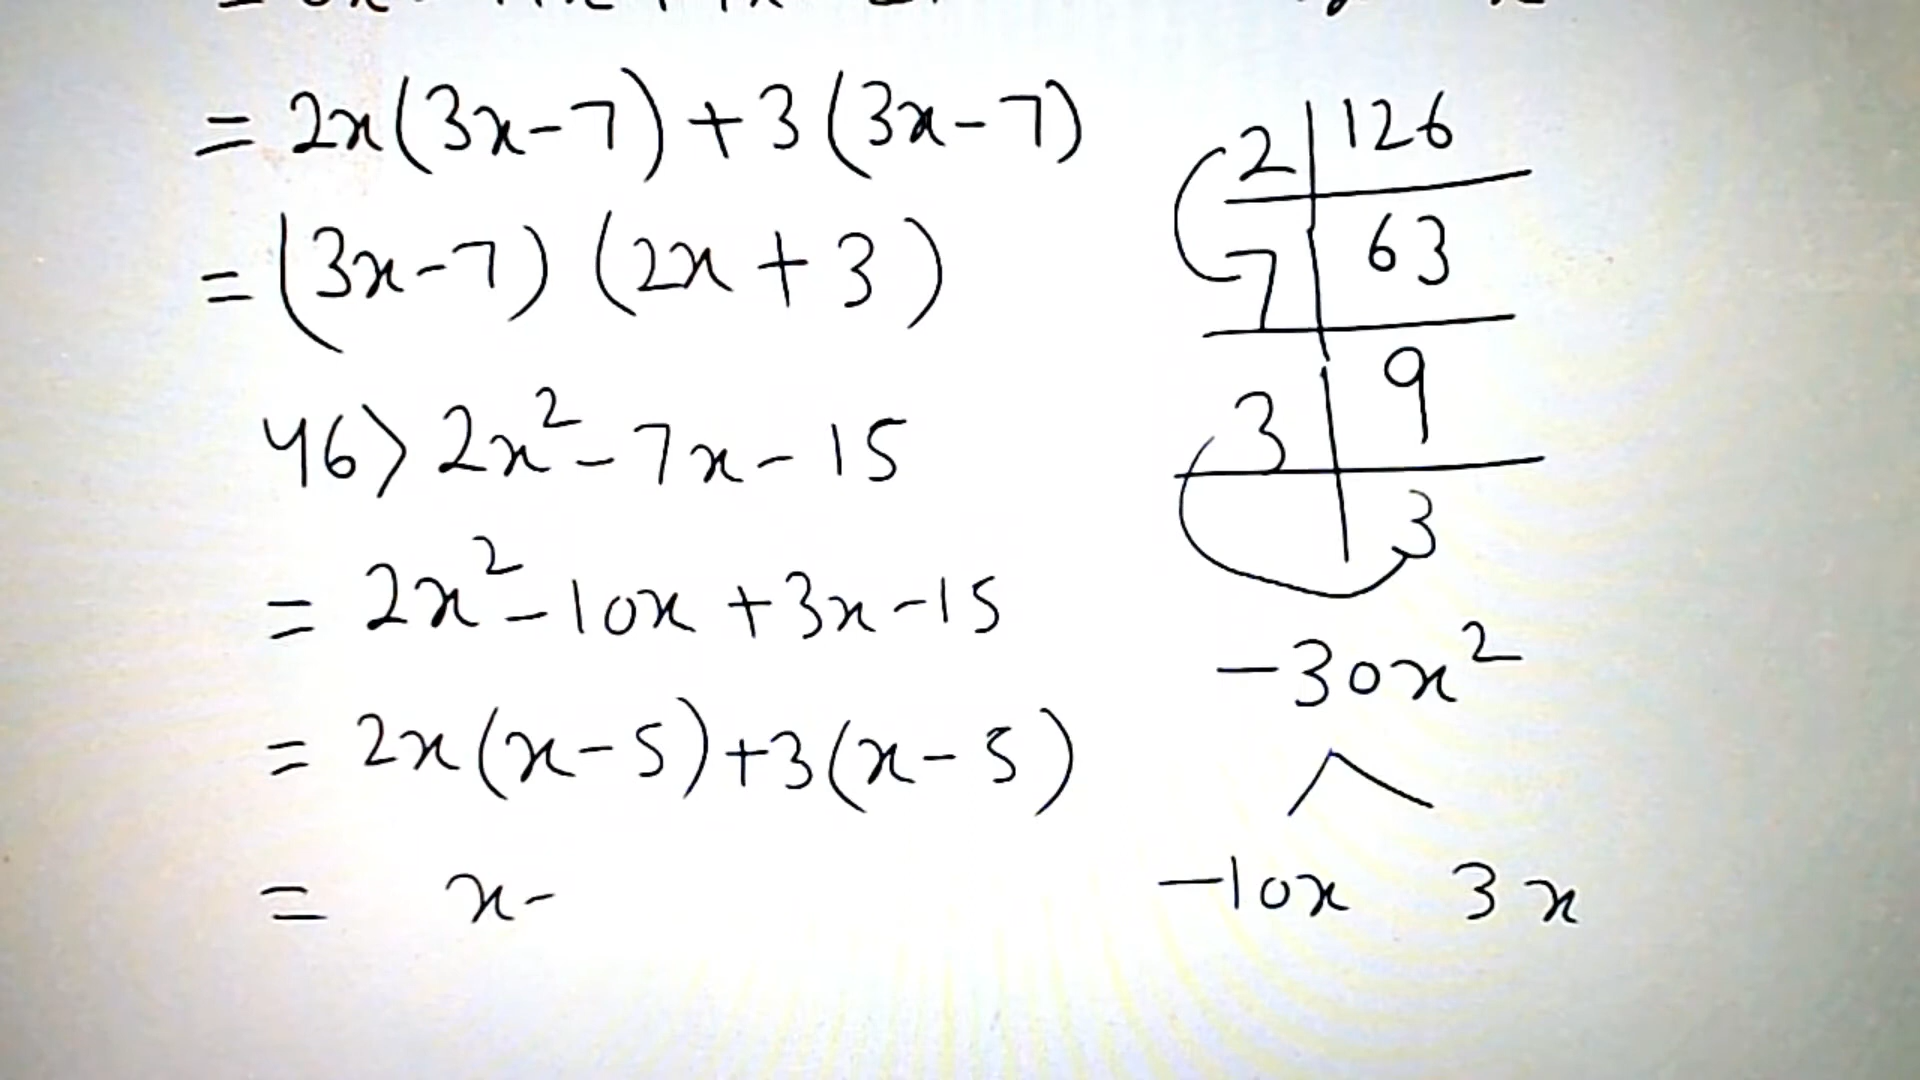 = 2x(3x-7)+3(3x-7)
= (3x-7) (2x+3)
46> 2x²-7x-15
= 2x²-10x+3x-15
= 2x(x-5)+3(x-5)
= x-
2 | 126
7 | 63
3 | 9
3
-30x²
-10x 3x